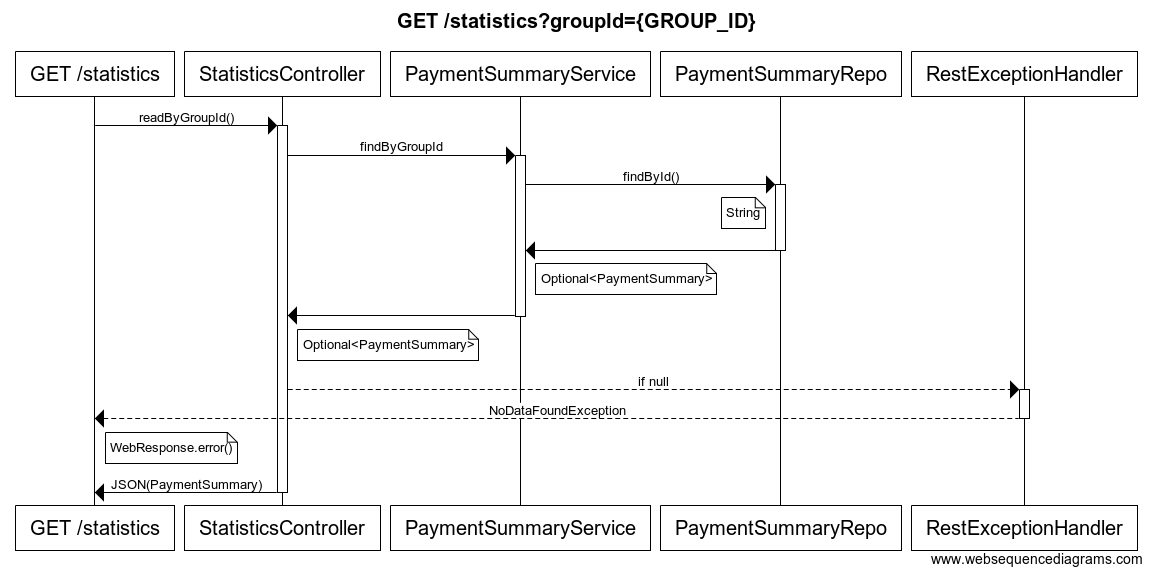 GET /statistics?groupId={GROUP_ID}
GET /statistics
StatisticsController
PaymentSummaryService
PaymentSummaryRepo
RestExceptionHandler
readByGroupId()
findByGroupId
findById()
String
Optional<PaymentSummary>
Optional<PaymentSummary>
if null
NoDataFoundException
WebResponse.error()
JSON(PaymentSummary)
GET /statistics
StatisticsController
PaymentSummaryService
PaymentSummaryRepo
RestExceptionHandler
www.websequencediagrams.com